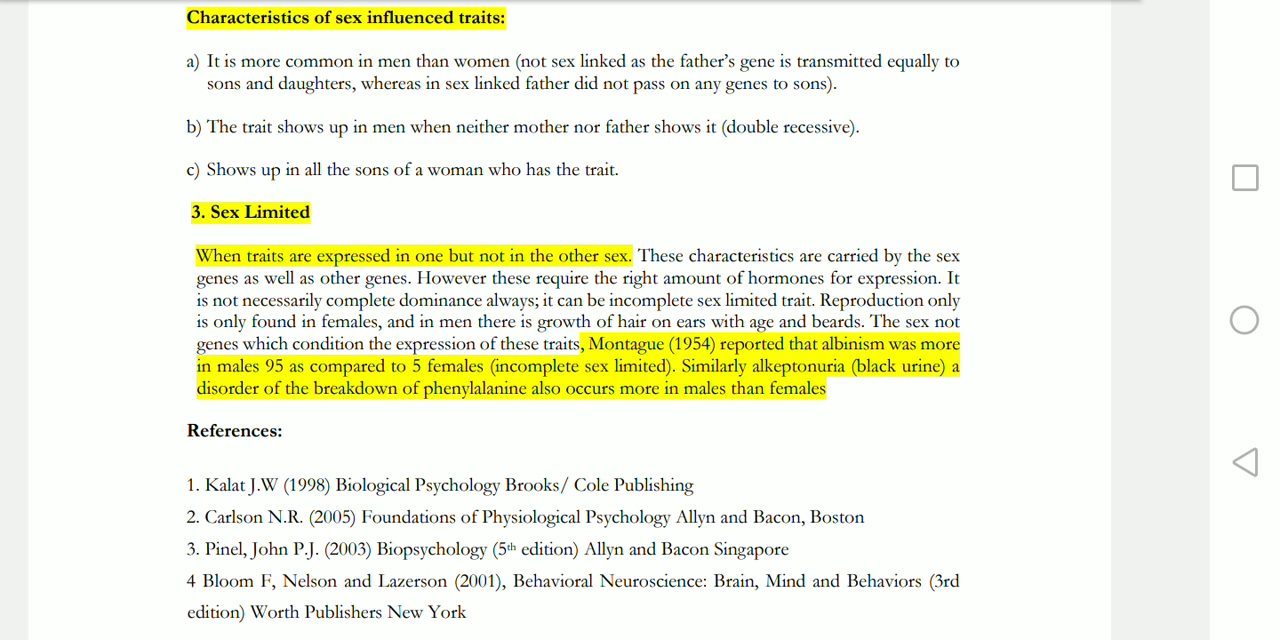 Characteristics of sex influenced traits:
a) It is more common in men than women (not sex linked as the father’s gene is transmitted equally to
sons and daughters, whereas in sex linked father did not pass on any genes to sons).
b) The trait shows up in men when neither mother nor father shows it (double recessive).
c) Shows up in all the sons of a woman who has the trait.
3. Sex Limited
When traits are expressed in one but not in the other sex. These characteristics are carried by the sex
genes as well as other genes. However these require the right amount of hormones for expression. It
is not necessarily complete dominance always; it can be incomplete sex limited trait. Reproduction only
is only found in females, and in men there is growth of hair on ears with age and beards. The sex not
genes which condition the expression of these traits, Montague (1954) reported that albinism was more
in males 95 as compared to 5 females (incomplete sex limited). Similarly alkeptonuria (black urine) a
disorder of the breakdown of phenylalanine also occurs more in males than females
References:
1. Kalat J.W (1998) Biological Psychology Brooks/ Cole Publishing
2. Carlson N.R. (2005) Foundations of Physiological Psychology Allyn and Bacon, Boston
3. Pinel, John P.J. (2003) Biopsychology (5th edition) Allyn and Bacon Singapore
4 Bloom F, Nelson and Lazerson (2001), Behavioral Neuroscience: Brain, Mind and Behaviors (3rd
edition) Worth Publishers New York